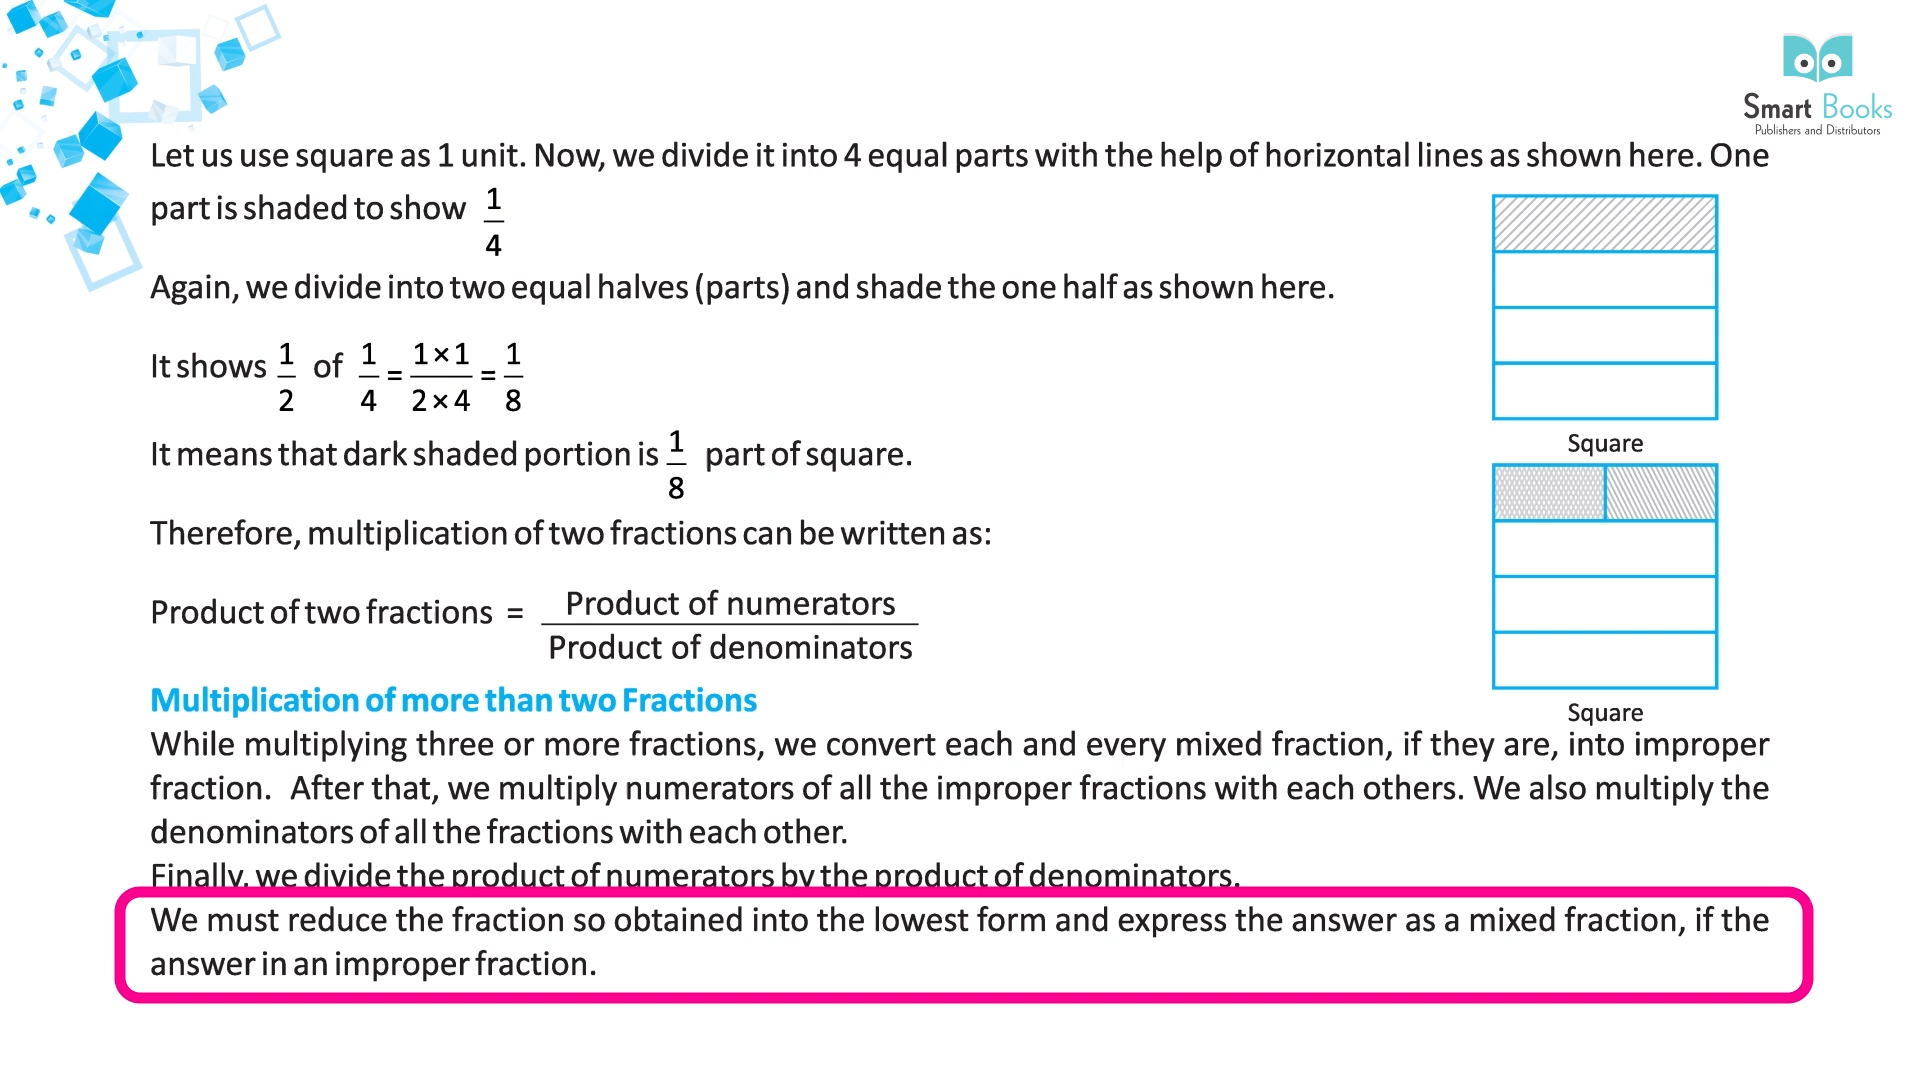 Smart Books
Publishers and Distributors
Let us use square as 1 unit. Now, we divide it into 4 equal parts with the help of horizontal lines as shown here. One
part is shaded to show 1/4
Again, we divide into two equal halves (parts) and shade the one half as shown here.
It shows 1/2 of 1/4 = 1×1/2×4 = 1/8
It means that dark shaded portion is 1/8 part of square.
Therefore, multiplication of two fractions can be written as:
Product of two fractions = Product of numerators / Product of denominators
Square
Square
Multiplication of more than two Fractions
While multiplying three or more fractions, we convert each and every mixed fraction, if they are, into improper
fraction. After that, we multiply numerators of all the improper fractions with each others. We also multiply the
denominators of all the fractions with each other.
Finally, we divide the product of numerators by the product of denominators.
We must reduce the fraction so obtained into the lowest form and express the answer as a mixed fraction, if the
answer in an improper fraction.